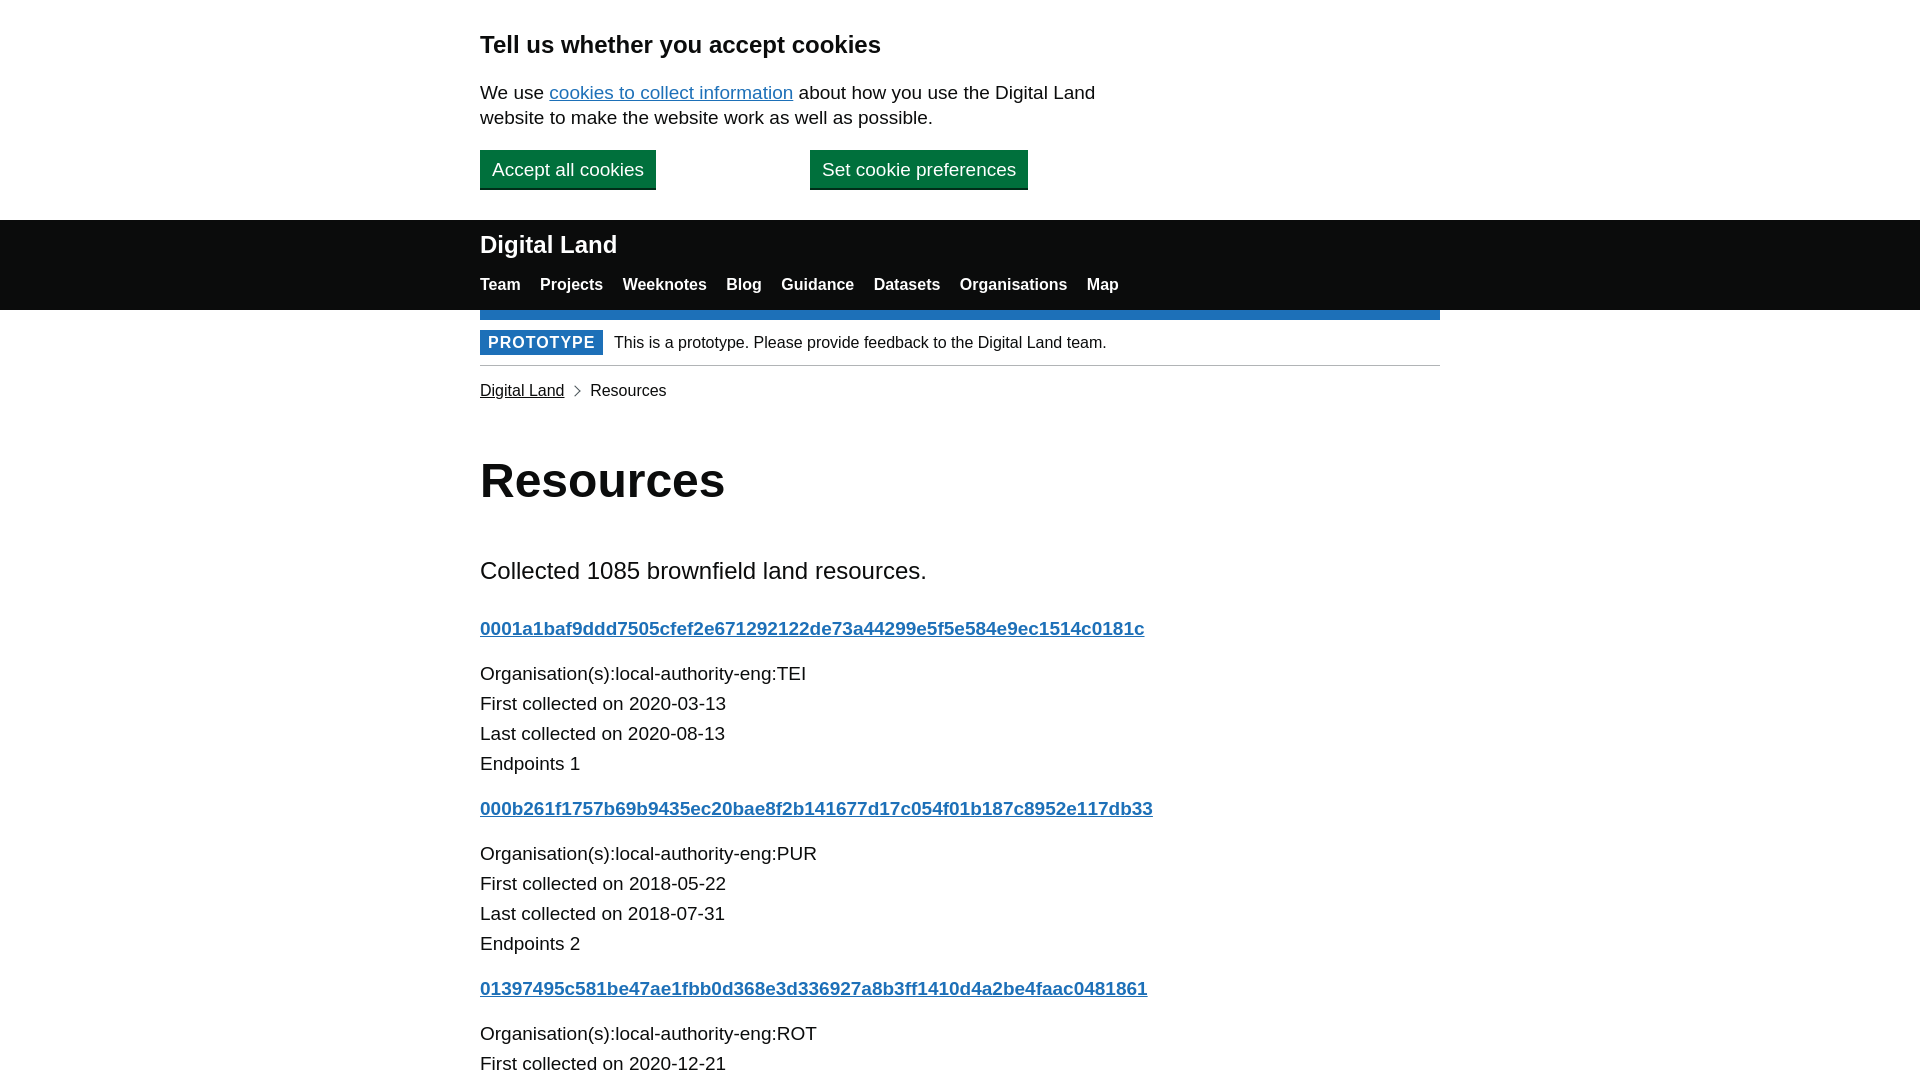 Tell us whether you accept cookies
We use cookies to collect information about how you use the Digital Land
website to make the website work as well as possible.
Accept all cookies
Set cookie preferences
Digital Land
Team Projects Weeknotes Blog Guidance Datasets Organisations Map
PROTOTYPE This is a prototype. Please provide feedback to the Digital Land team.
Digital Land Resources
Resources
Collected 1085 brownfield land resources.
0001a1baf9ddd7505cfef2e671292122de73a44299e5f5e584e9ec1514c0181c
Organisation(s):local-authority-eng:TEI
First collected on 2020-03-13
Last collected on 2020-08-13
Endpoints 1
000b261f1757b69b9435ec20bae8f2b141677d17c054f01b187c8952e117db33
Organisation(s):local-authority-eng:PUR
First collected on 2018-05-22
Last collected on 2018-07-31
Endpoints 2
01397495c581be47ae1fbb0d368e3d336927a8b3ff1410d4a2be4faac0481861
Organisation(s):local-authority-eng:ROT
First collected on 2020-12-21